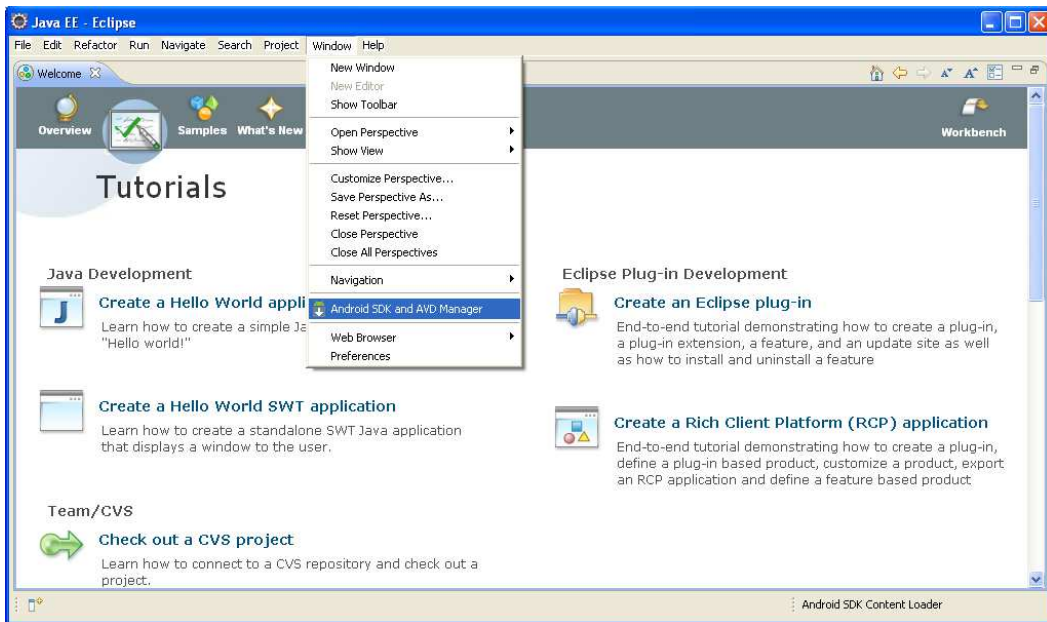 Java EE - Eclipse
File Edit Refactor Run Navigate Search Project Window Help
Welcome
Overview
Samples
What's New
Workbench
New Window
New Editor
Show Toolbar
Open Perspective
Show View
Customize Perspective...
Save Perspective As...
Reset Perspective...
Close Perspective
Close All Perspectives
Navigation
Android SDK and AVD Manager
Web Browser
Preferences
Tutorials
Java Development
Create a Hello World appli
Learn how to create a simple Ja
"Hello world!"
Create a Hello World SWT application
Learn how to create a standalone SWT Java application
that displays a window to the user.
Team/CVS
Check out a CVS project
Learn how to connect to a CVS repository and check out a
project.
Eclipse Plug-in Development
Create an Eclipse plug-in
End-to-end tutorial demonstrating how to create a plug-in,
a plug-in extension, a feature, and an update site as well
as how to install and uninstall a feature
Create a Rich Client Platform (RCP) application
End-to-end tutorial demonstrating how to create a plug-in,
define a plug-in based product, customize a product, export
an RCP application and define a feature based product
Android SDK Content Loader